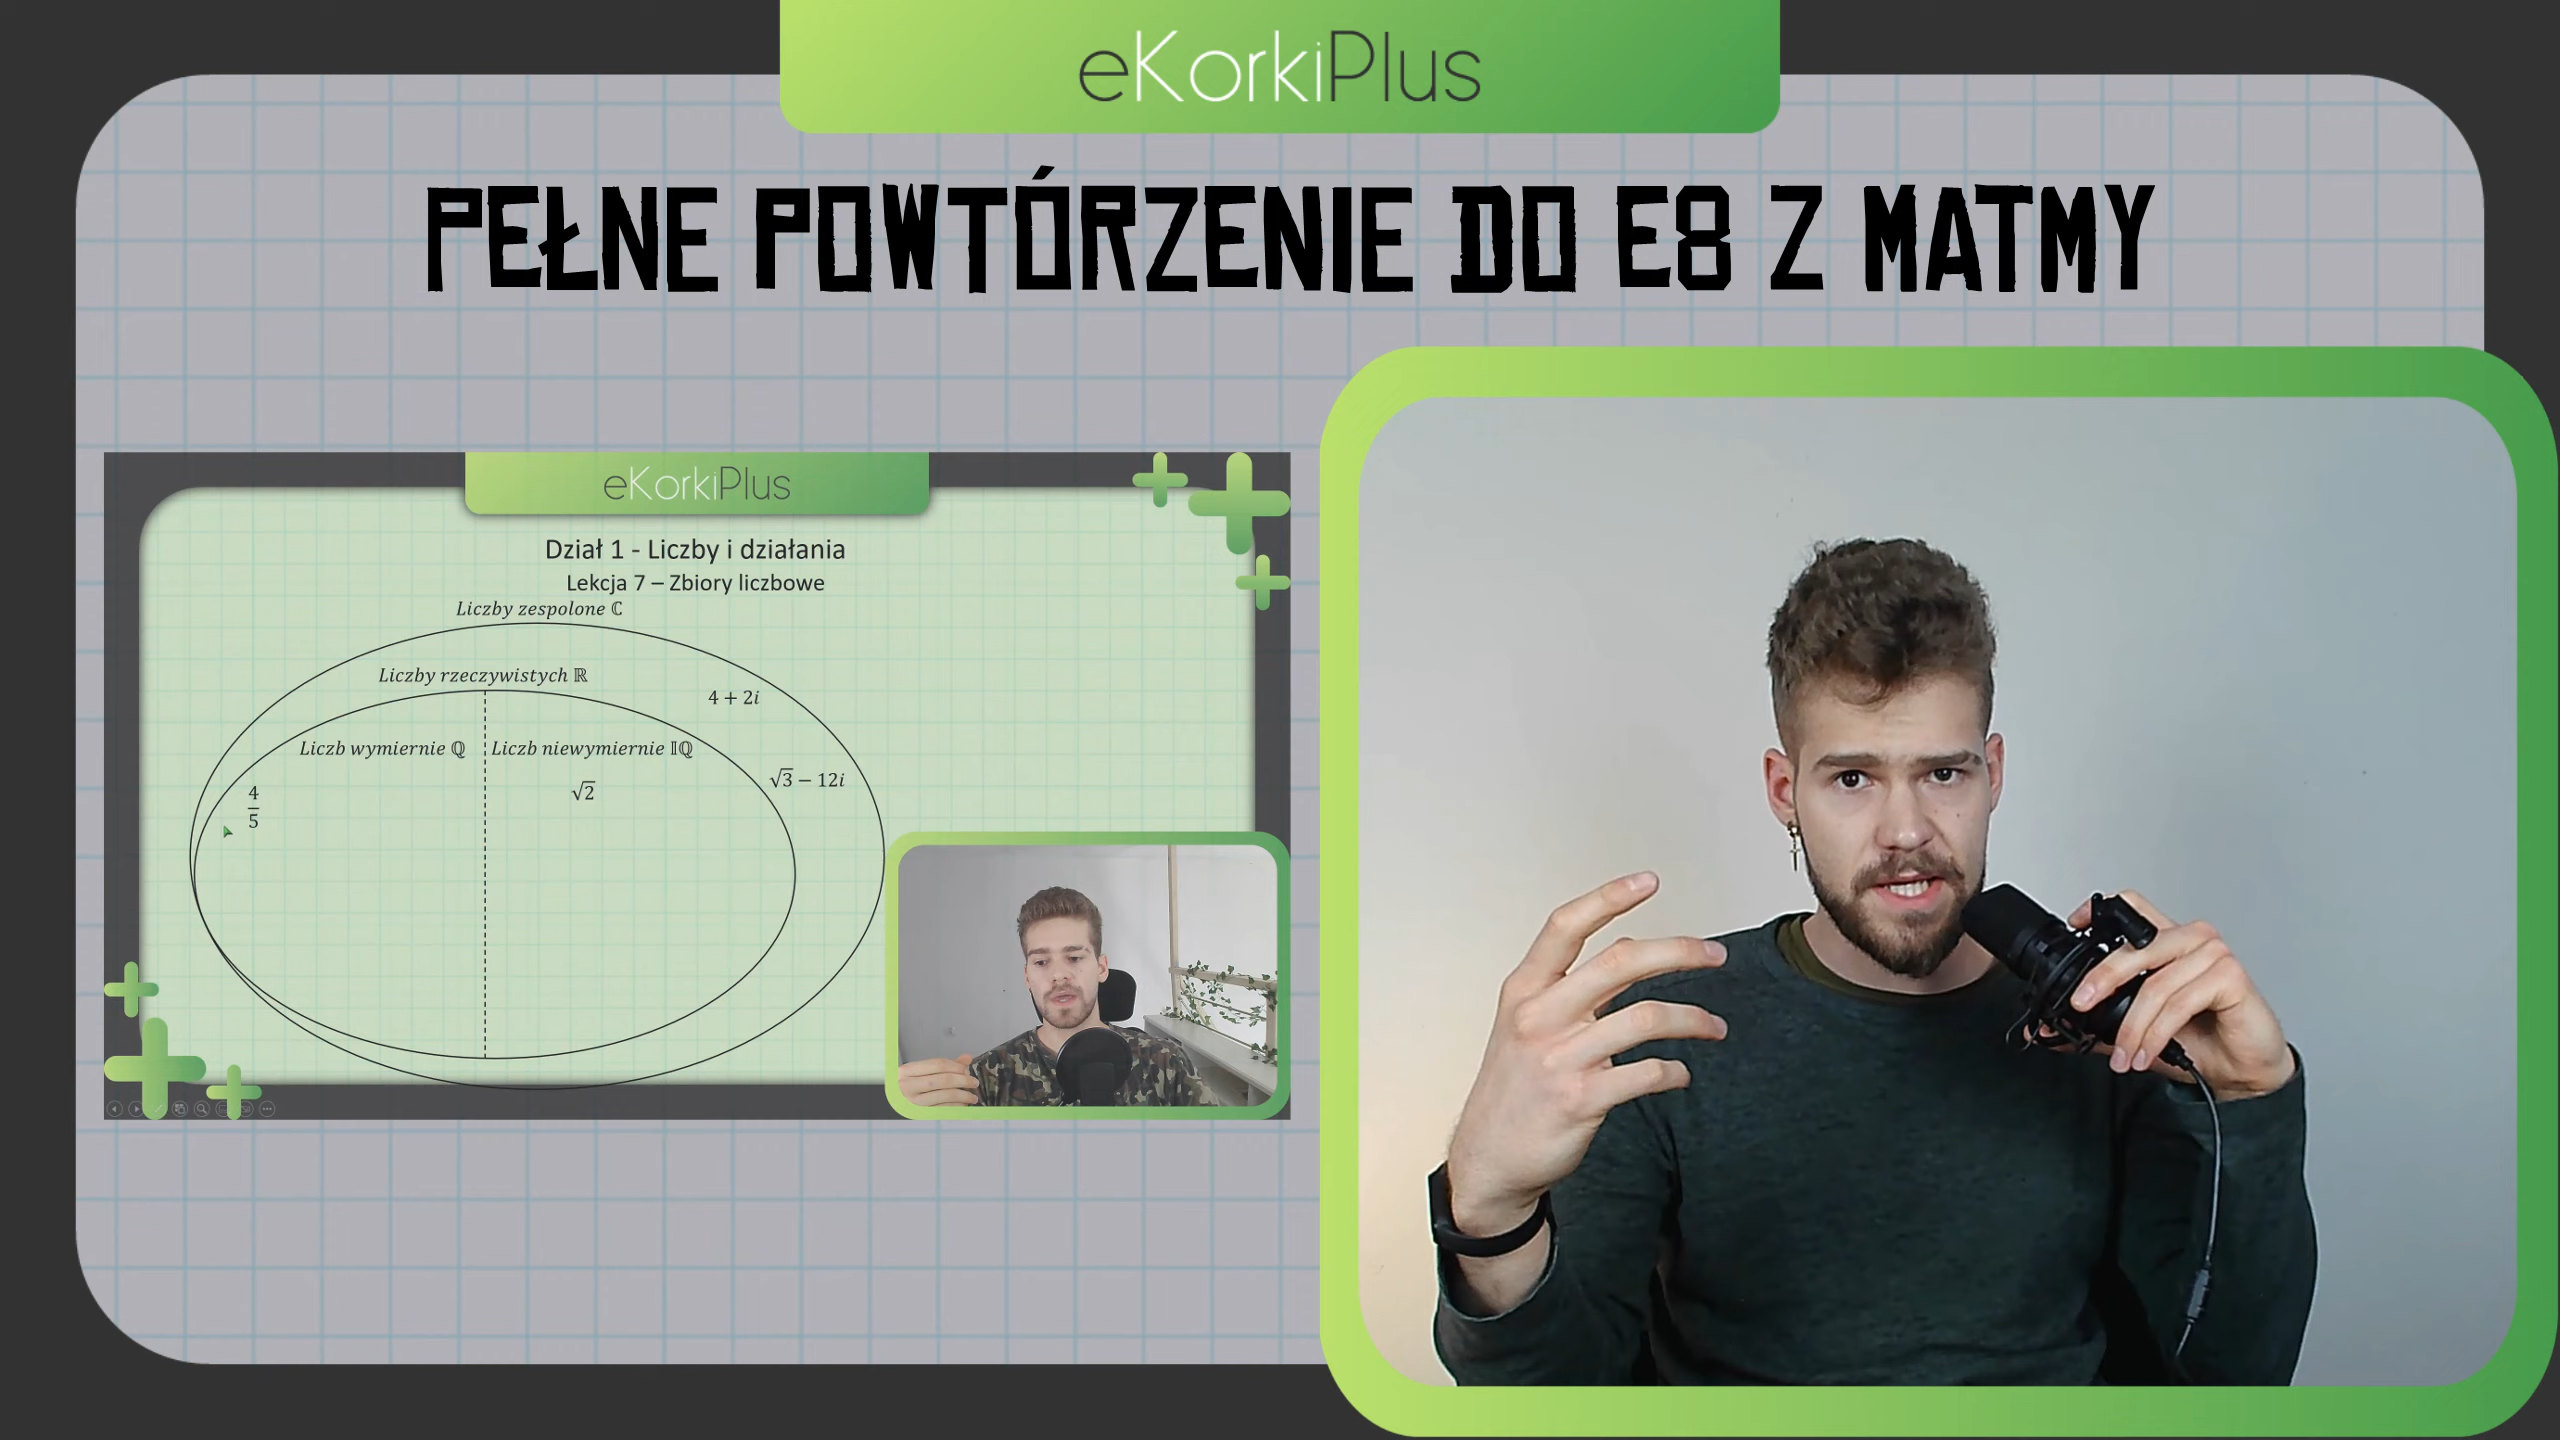 eKorkiPlus
PEŁNE POWTÓRZENIE DO E8 Z MATMY
eKorkiPlus
Dział 1 - Liczby i działania
Lekcja 7 – Zbiory liczbowe
Liczby zespolone ℂ
Liczby rzeczywistych ℝ
4 + 2i
Liczb wymiernie ℚ
Liczb niewymiernie 𝕀ℚ
√3 − 12i
4
5
√2